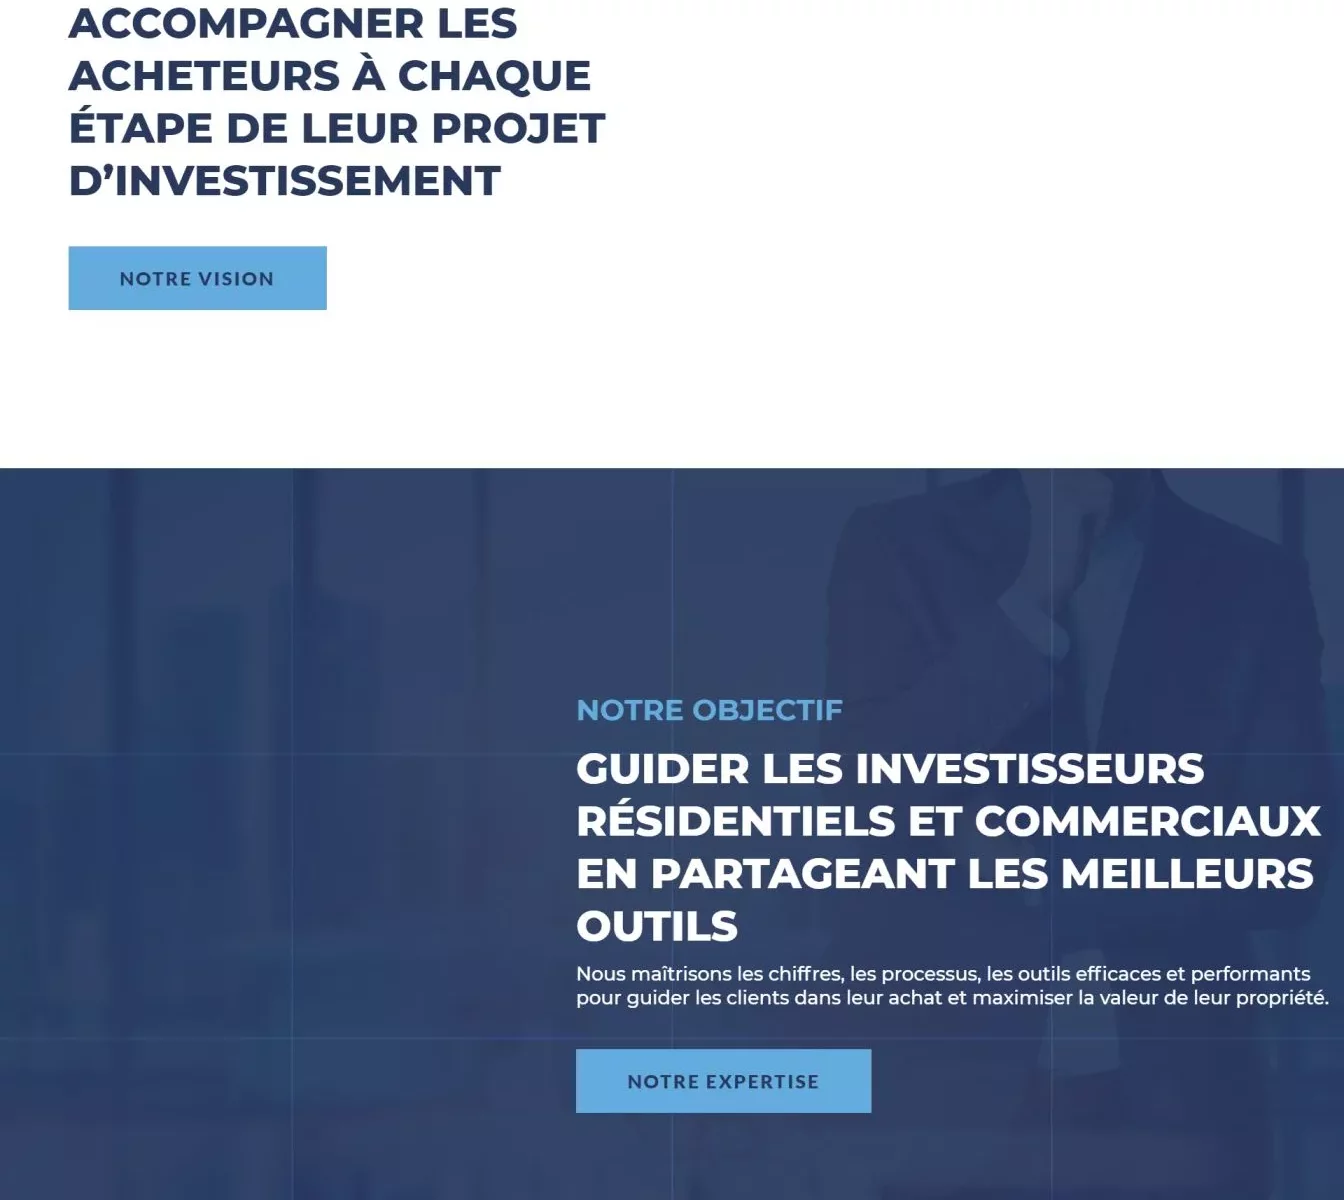 ACCOMPAGNER LES
ACHETEURS À CHAQUE
ÉTAPE DE LEUR PROJET
D’INVESTISSEMENT
NOTRE VISION
NOTRE OBJECTIF
GUIDER LES INVESTISSEURS
RÉSIDENTIELS ET COMMERCIAUX
EN PARTAGEANT LES MEILLEURS
OUTILS
Nous maîtrisons les chiffres, les processus, les outils efficaces et performants
pour guider les clients dans leur achat et maximiser la valeur de leur propriété.
NOTRE EXPERTISE